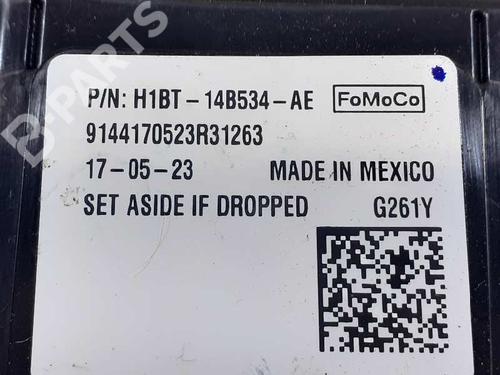 B-PARTS
P/N: H1BT-14B534-AE FoMoCo
9144170523R31263
17-05-23 MADE IN MEXICO
SET ASIDE IF DROPPED G261Y